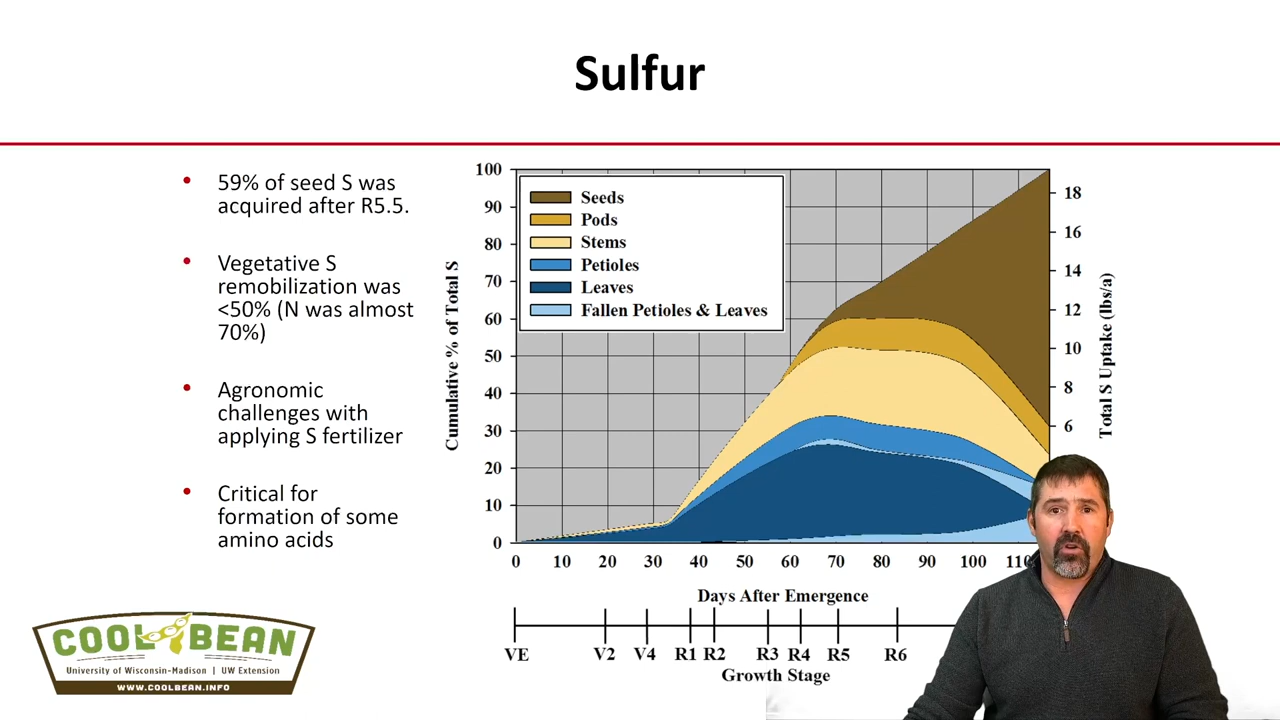 Sulfur
• 59% of seed S was
acquired after R5.5.
• Vegetative S
remobilization was
<50% (N was almost
70%)
• Agronomic
challenges with
applying S fertilizer
• Critical for
formation of some
amino acids
Cumulative % of Total S
100
90
80
70
60
50
40
30
20
10
0
Seeds
Pods
Stems
Petioles
Leaves
Fallen Petioles & Leaves
18
16
14
12
10
8
6
Total S Uptake (lbs/a)
0 10 20 30 40 50 60 70 80 90 100 110
Days After Emergence
VE V2 V4 R1 R2 R3 R4 R5 R6
Growth Stage
COOL BEAN
University of Wisconsin-Madison | UW Extension
WWW.COOLBEAN.INFO